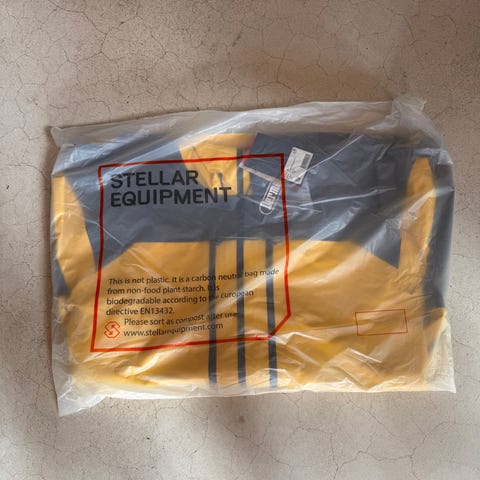 STELLAR
EQUIPMENT
This is not plastic. It is a carbon neutral bag made
from non-food plant starch. It is
biodegradable according to the European
directive EN13432.
Please sort as compost after use.
www.stellarequipment.com